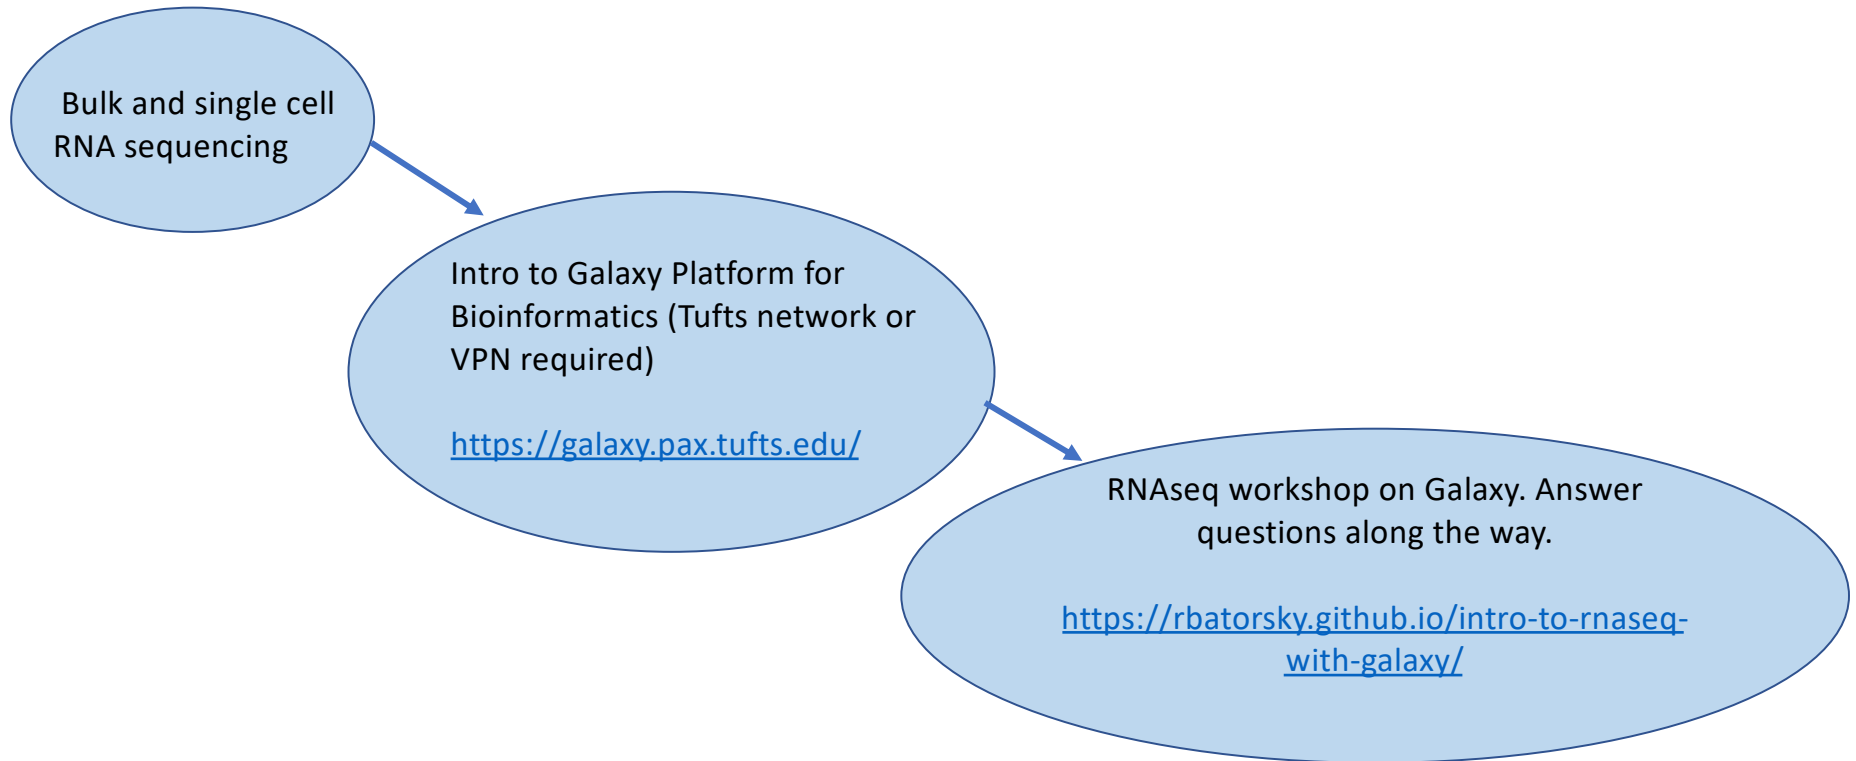 Bulk and single cell
RNA sequencing
Intro to Galaxy Platform for
Bioinformatics (Tufts network or
VPN required)
https://galaxy.pax.tufts.edu/
RNAseq workshop on Galaxy. Answer
questions along the way.
https://rbatorsky.github.io/intro-to-rnaseq-
with-galaxy/